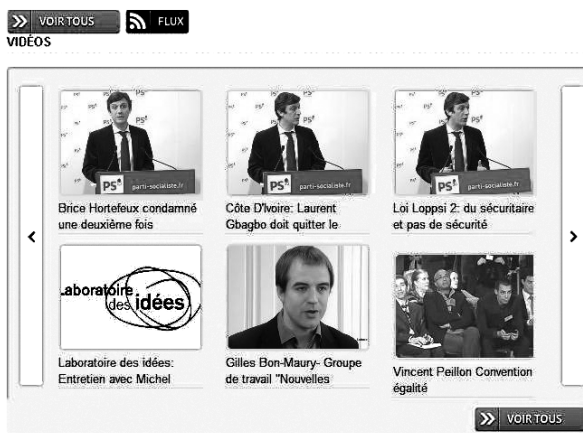 VOIR TOUS
FLUX
VIDÉOS
PS
parti-socialiste.fr
PS
parti-socialiste.fr
PS
parti-socialiste.fr
Brice Hortefeux condamné
une deuxième fois
Côte D'Ivoire: Laurent
Gbagbo doit quitter le
Loi Loppsi 2: du sécuritaire
et pas de sécurité
Laboratoire
des idées
Laboratoire des idées:
Entretien avec Michel
Gilles Bon-Maury- Groupe
de travail "Nouvelles
Vincent Peillon Convention
égalité
VOIR TOUS